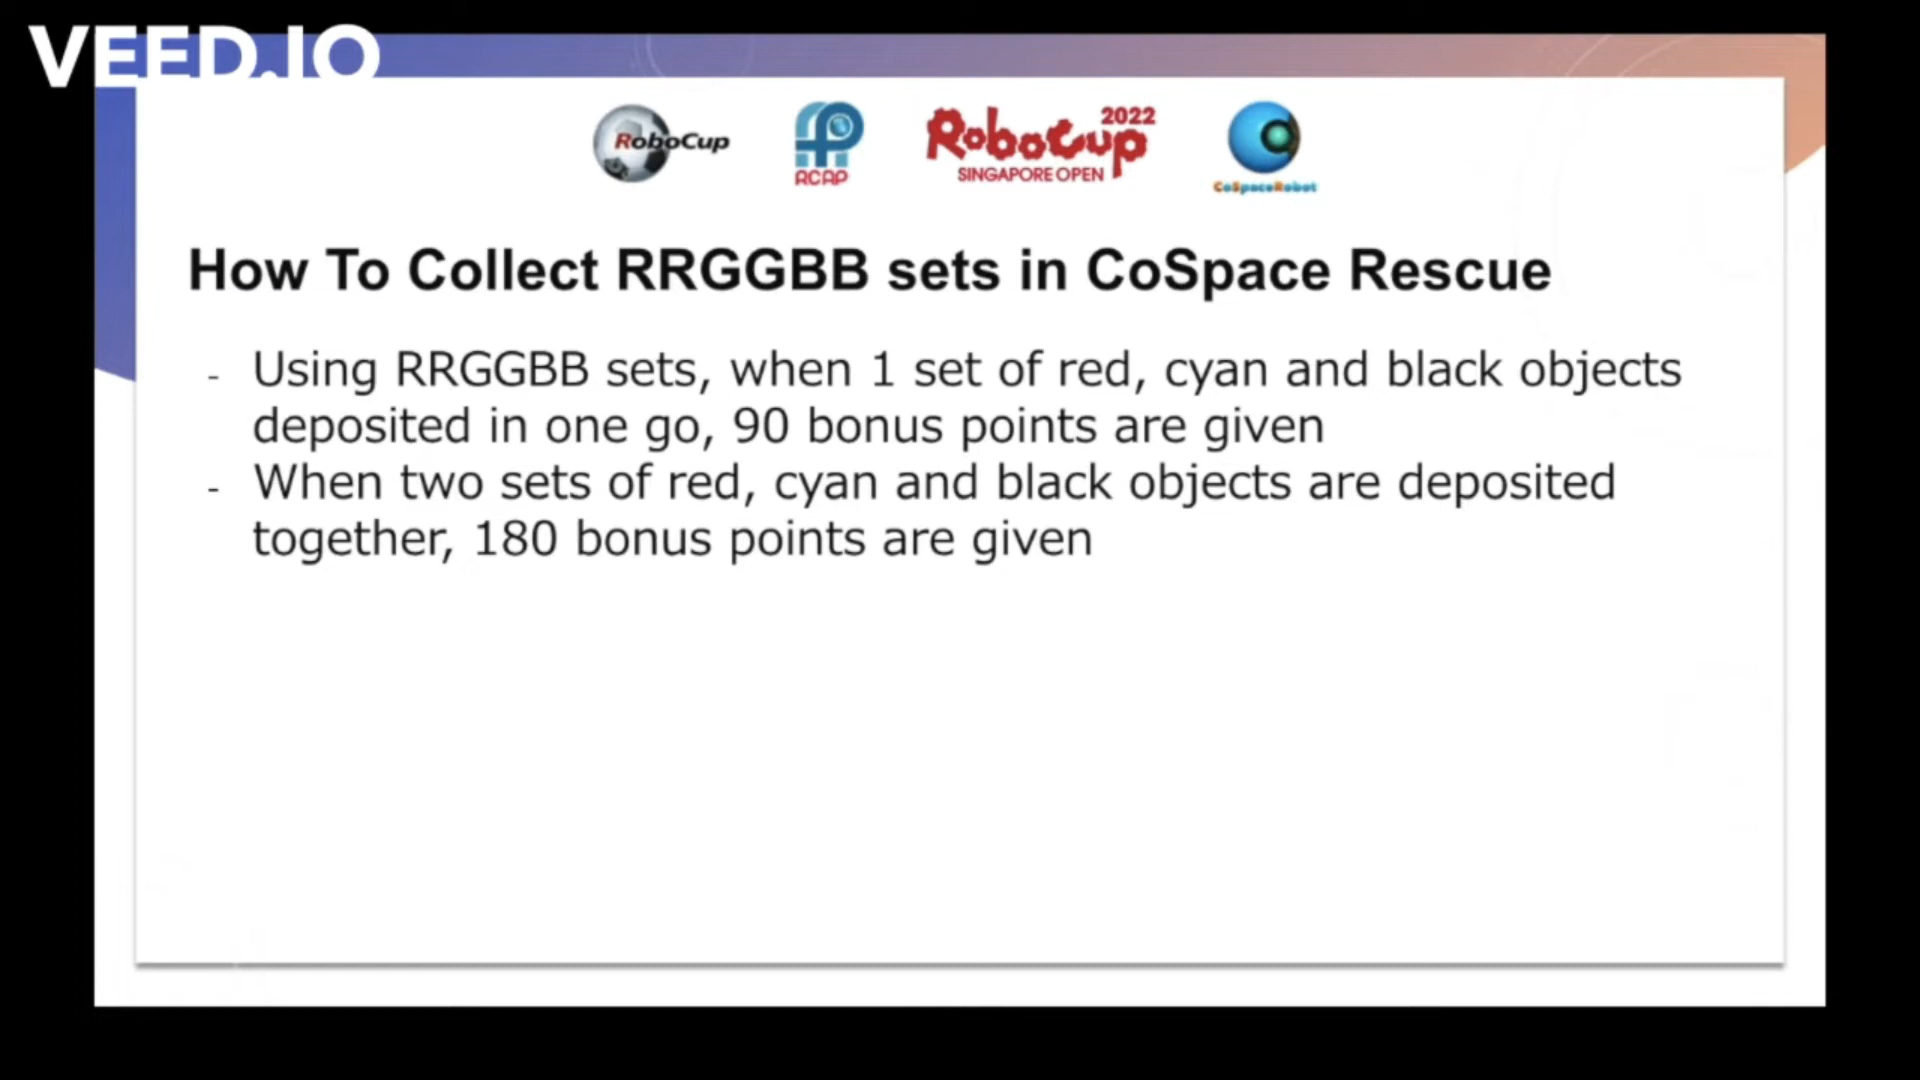 VEED.IO
RoboCup
RCAP
RoboCup 2022
SINGAPORE OPEN
CoSpaceRobot
How To Collect RRGGBB sets in CoSpace Rescue
- Using RRGGBB sets, when 1 set of red, cyan and black objects
deposited in one go, 90 bonus points are given
- When two sets of red, cyan and black objects are deposited
together, 180 bonus points are given